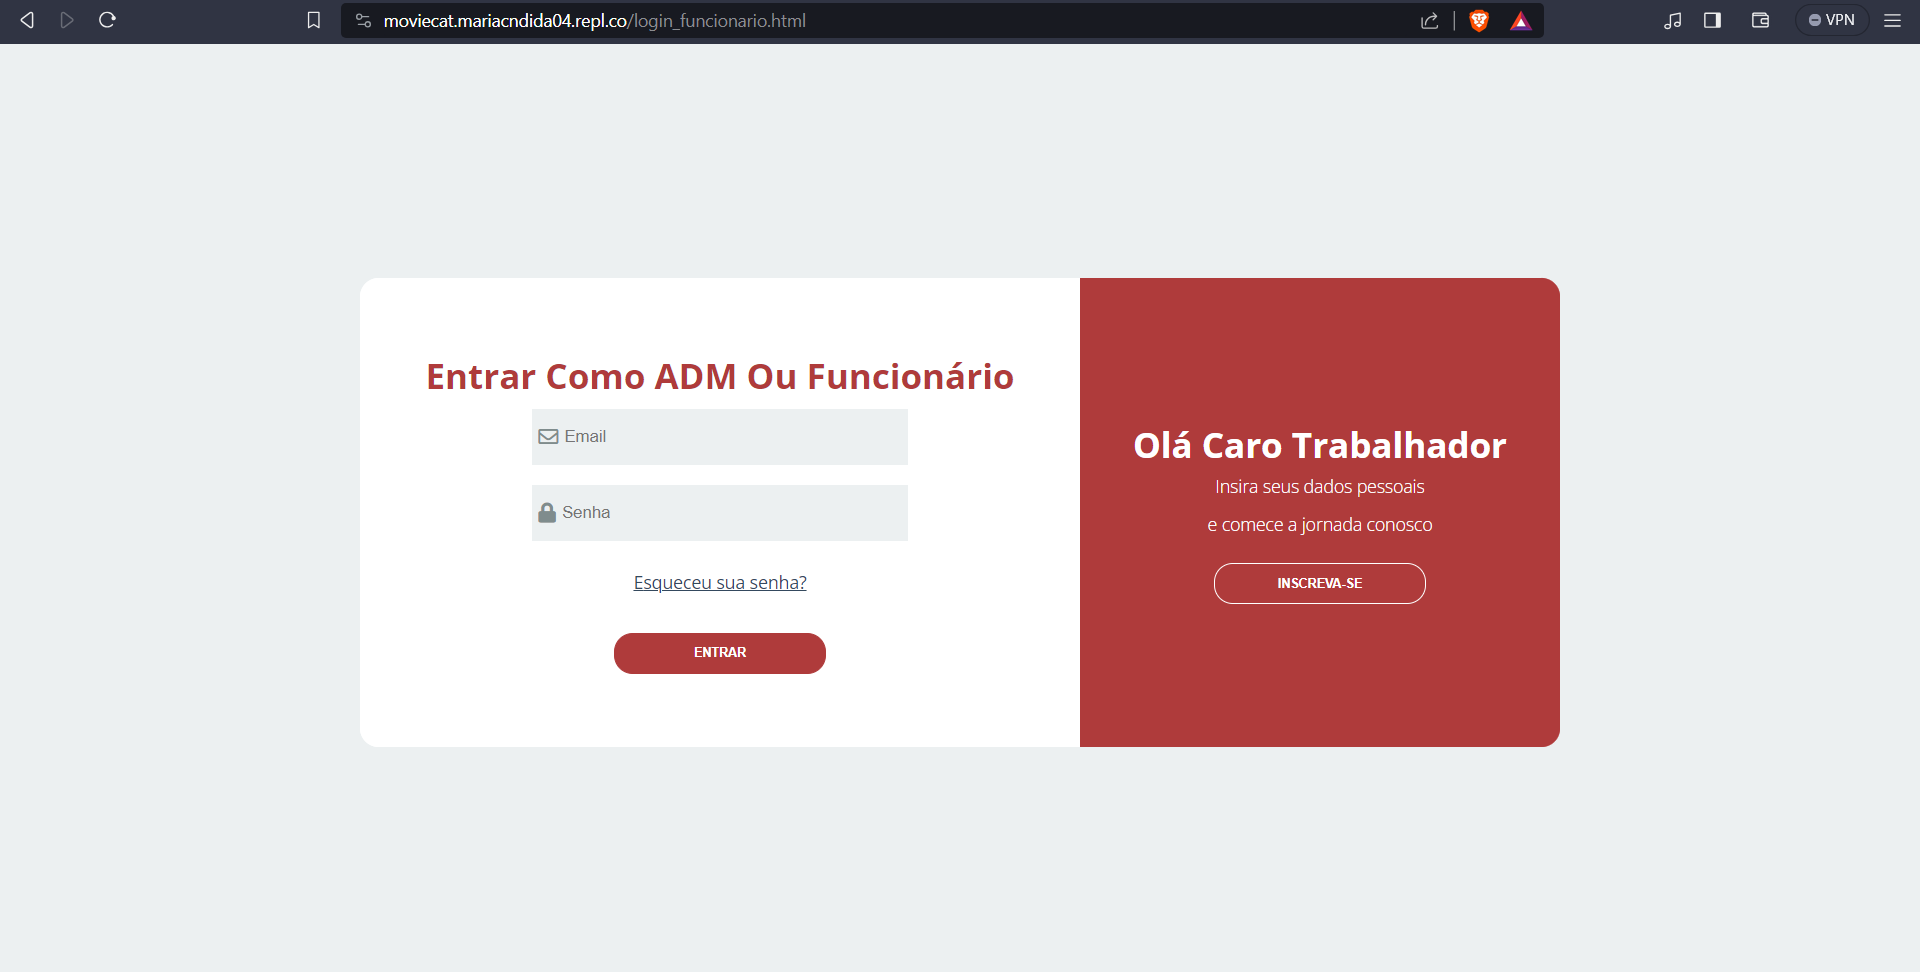 moviecat.mariacndida04.repl.co/login_funcionario.html
VPN
Entrar Como ADM Ou Funcionário
Email
Senha
Esqueceu sua senha?
ENTRAR
Olá Caro Trabalhador
Insira seus dados pessoais
e comece a jornada conosco
INSCREVA-SE